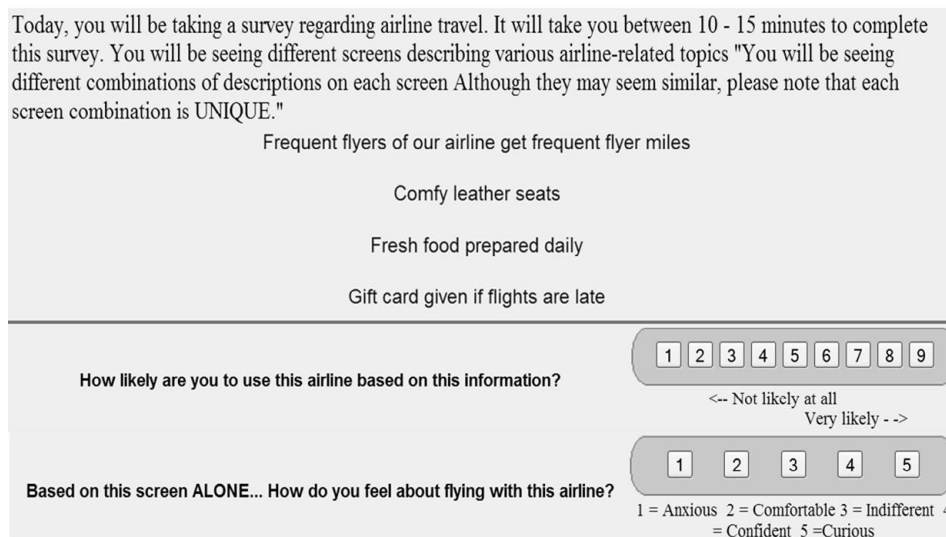 Today, you will be taking a survey regarding airline travel. It will take you between 10 - 15 minutes to complete
this survey. You will be seeing different screens describing various airline-related topics "You will be seeing
different combinations of descriptions on each screen Although they may seem similar, please note that each
screen combination is UNIQUE."
Frequent flyers of our airline get frequent flyer miles
Comfy leather seats
Fresh food prepared daily
Gift card given if flights are late
How likely are you to use this airline based on this information?
1 2 3 4 5 6 7 8 9
<-- Not likely at all
Very likely - ->
Based on this screen ALONE... How do you feel about flying with this airline?
1 2 3 4 5
1 = Anxious 2 = Comfortable 3 = Indifferent 4
= Confident 5 =Curious